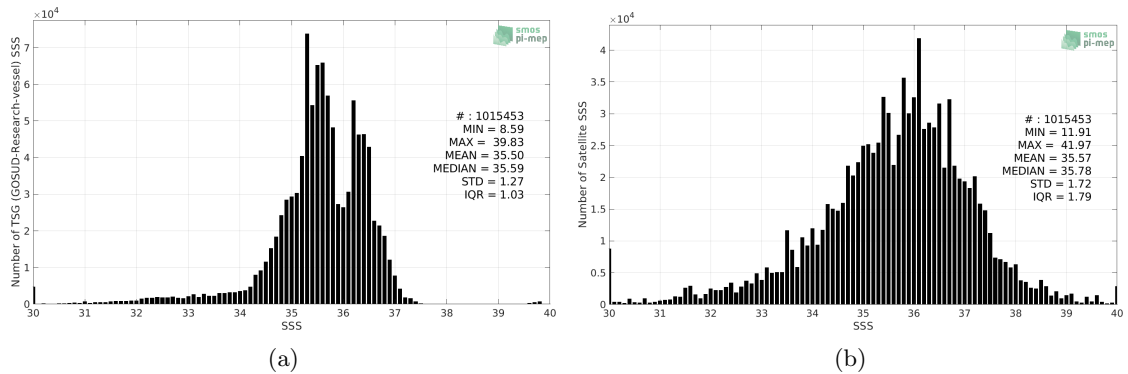 ×10⁴
smos
pi-mep
Number of TSG (GOSUD-Research-vessel) SSS
7
6
5
4
3
2
1
0
# : 1015453
MIN = 8.59
MAX = 39.83
MEAN = 35.50
MEDIAN = 35.59
STD = 1.27
IQR = 1.03
30 31 32 33 34 35 36 37 38 39 40
SSS
(a)
×10⁴
smos
pi-mep
Number of Satellite SSS
4
3.5
3
2.5
2
1.5
1
0.5
0
# : 1015453
MIN = 11.91
MAX = 41.97
MEAN = 35.57
MEDIAN = 35.78
STD = 1.72
IQR = 1.79
30 31 32 33 34 35 36 37 38 39 40
SSS
(b)